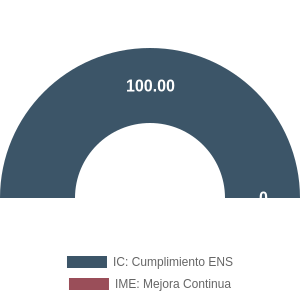 100.00
0
IC: Cumplimiento ENS
IME: Mejora Continua